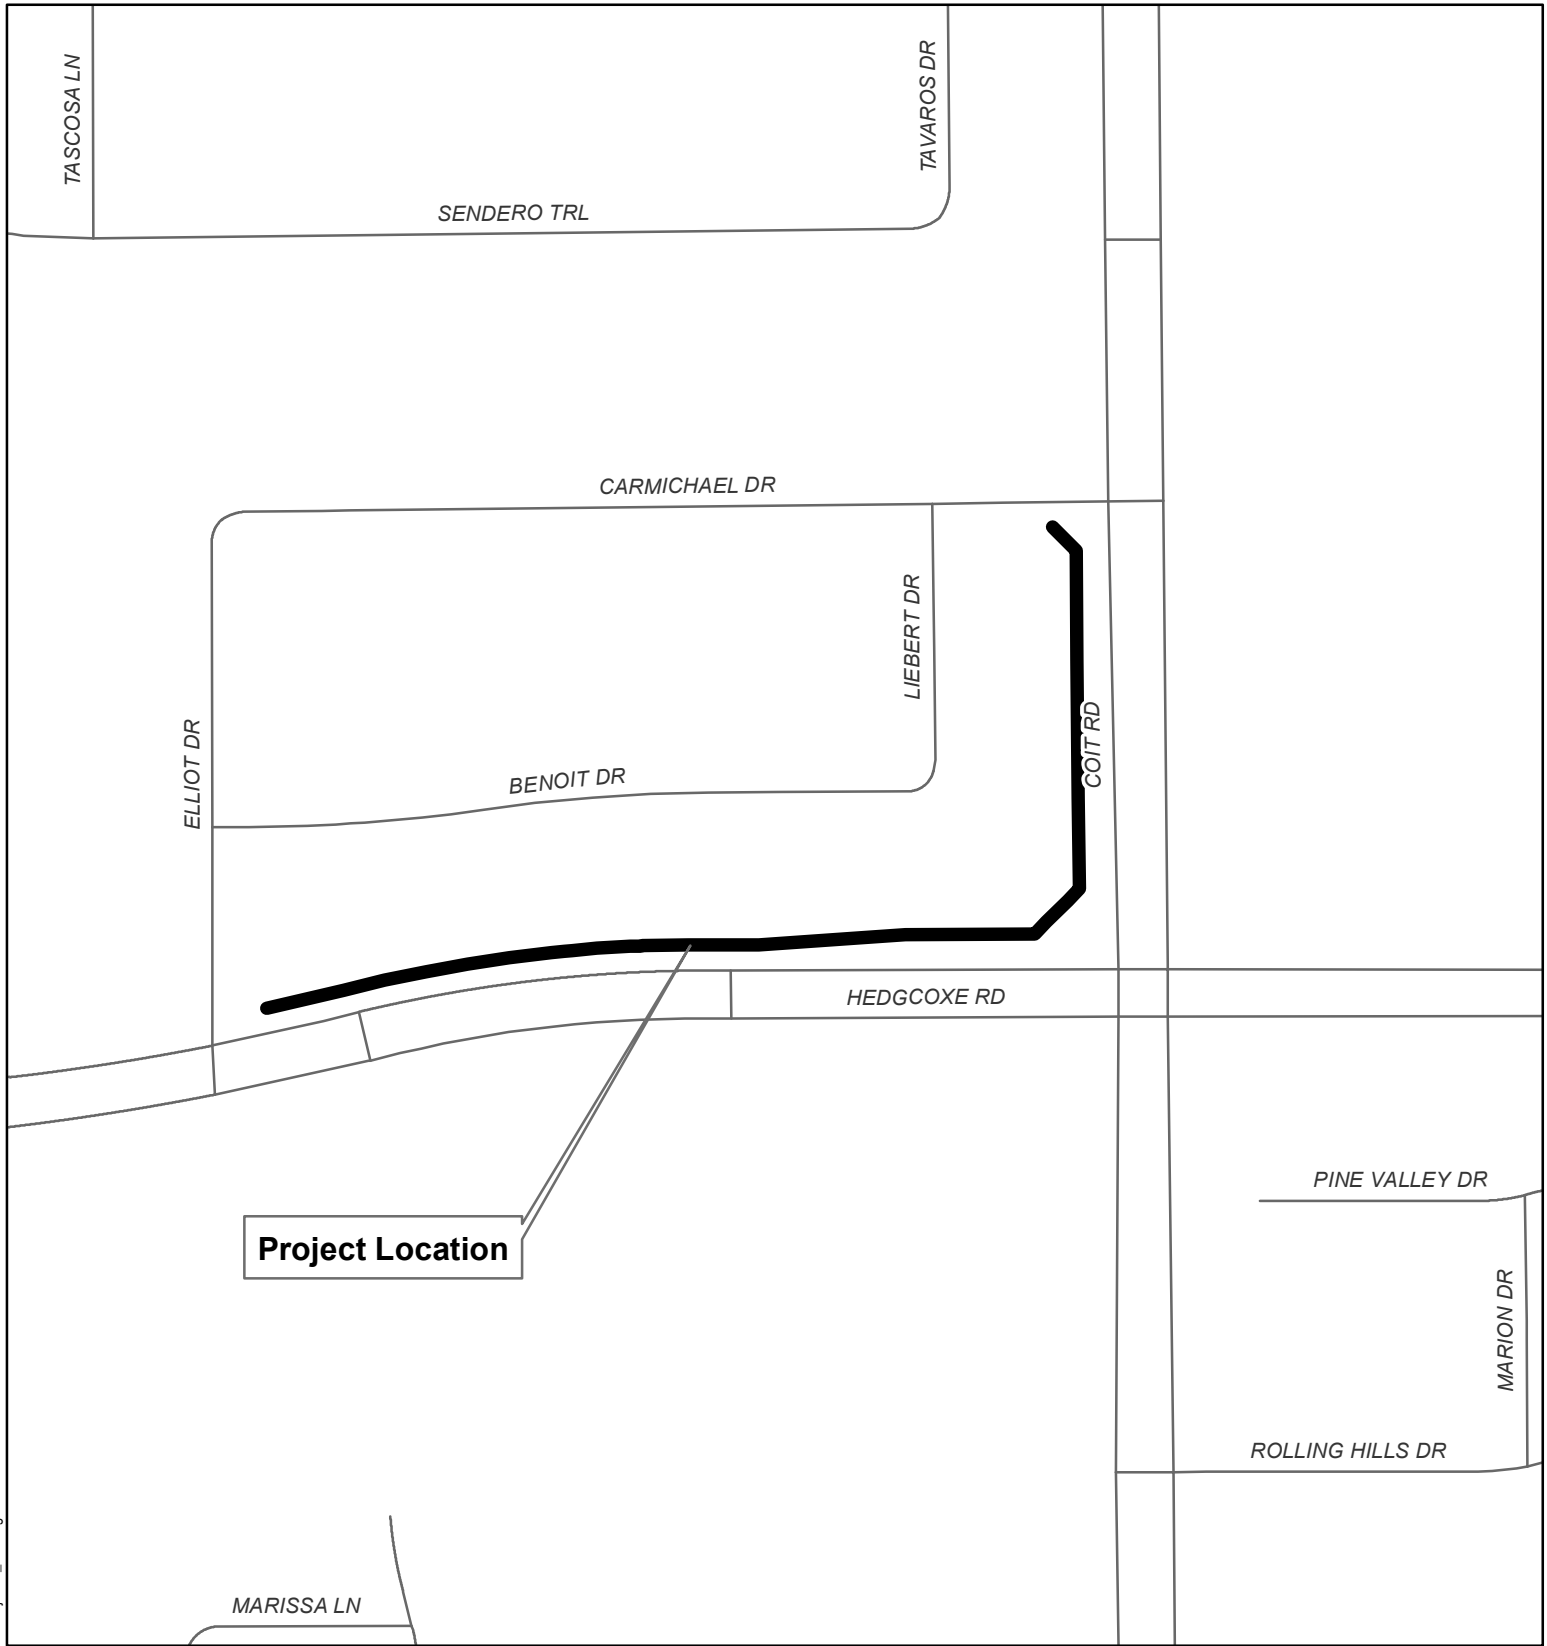 TASCOSA LN
TAVAROS DR
SENDERO TRL
CARMICHAEL DR
LIEBERT DR
ELLIOT DR
COIT RD
BENOIT DR
HEDGCOXE RD
PINE VALLEY DR
Project Location
MARION DR
ROLLING HILLS DR
MARISSA LN